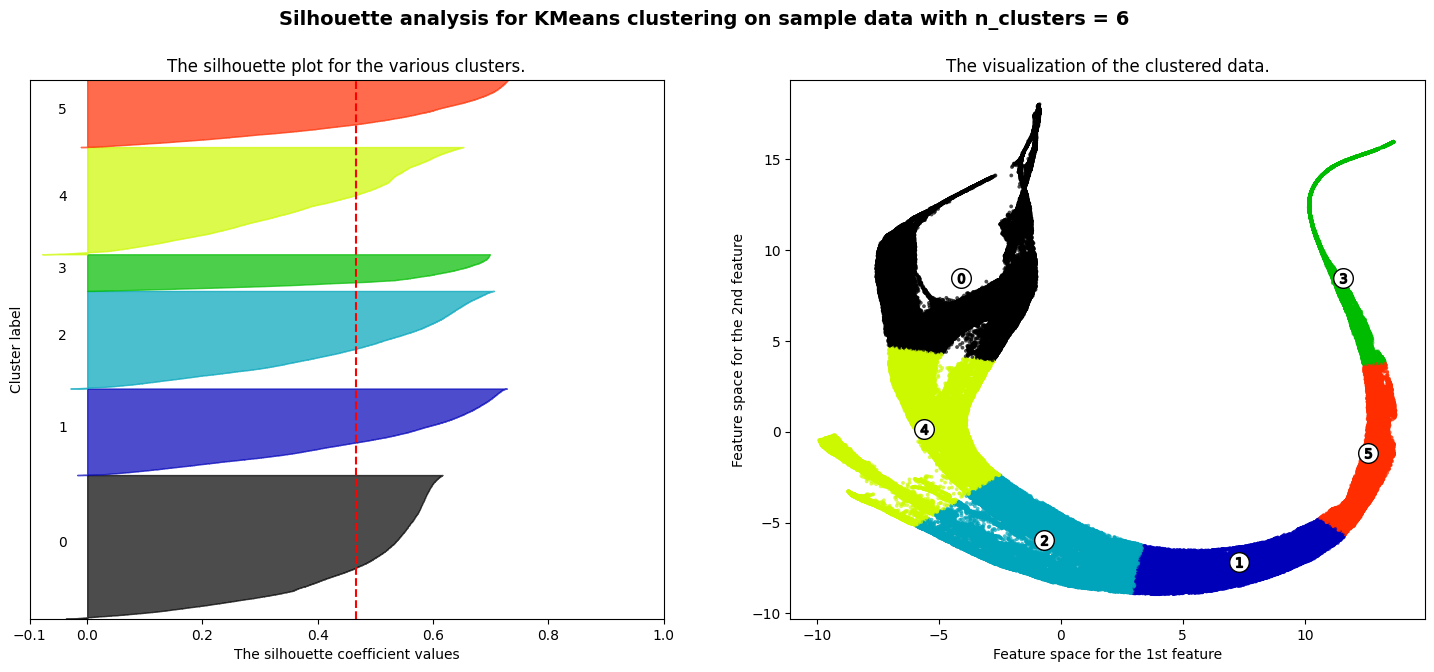 Silhouette analysis for KMeans clustering on sample data with n_clusters = 6
The silhouette plot for the various clusters.
Cluster label
5
4
3
2
1
0
−0.1 0.0 0.2 0.4 0.6 0.8 1.0
The silhouette coefficient values
The visualization of the clustered data.
Feature space for the 2nd feature
15
10
5
0
−5
−10
0
3
4
5
2
1
−10 −5 0 5 10
Feature space for the 1st feature